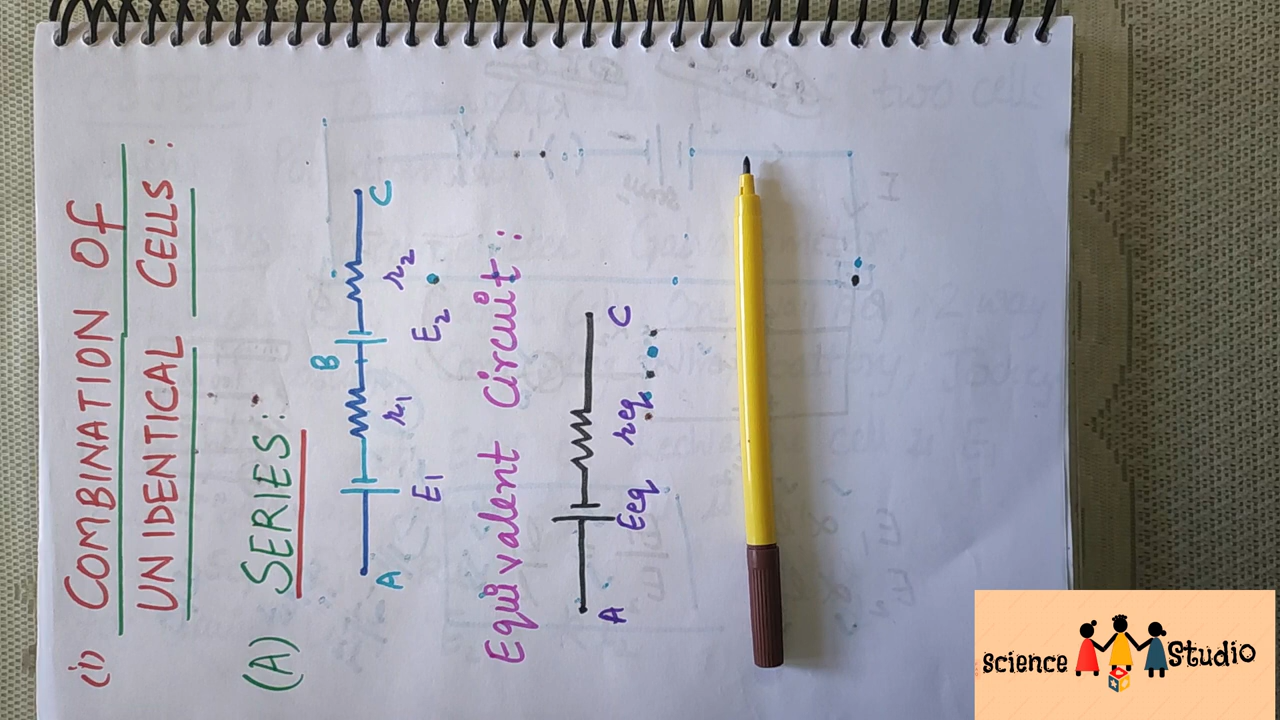 (i) COMBINATION Of
UNIDENTICAL CELLS:
(A) SERIES:
B
A C
E1 r1 E2 r2
Equivalent Circuit:
A Eeq req C
Science Studio